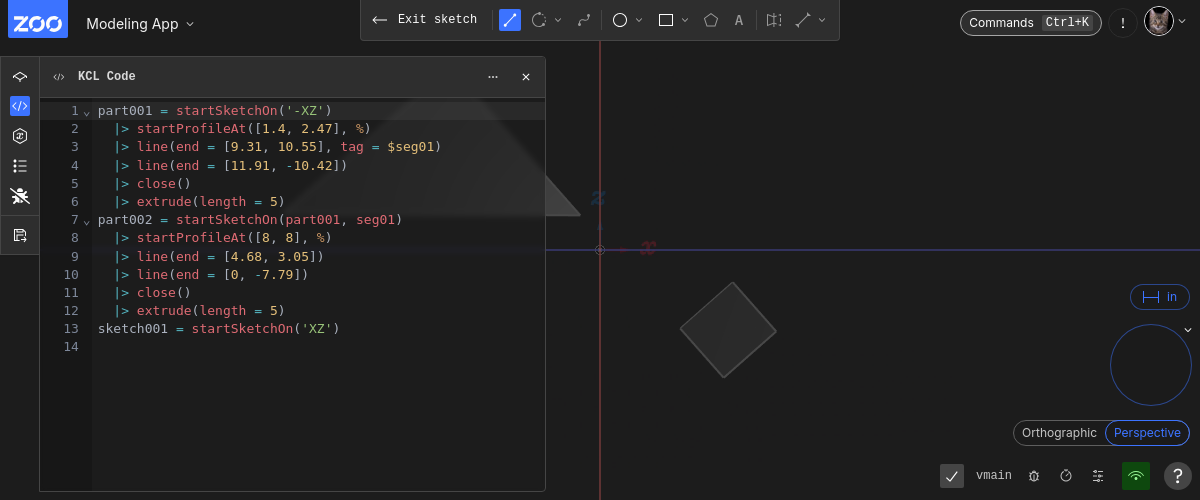 ZOO
Modeling App
Exit sketch
A
Commands Ctrl+K
!
KCL Code
1 part001 = startSketchOn('-XZ')
2 |> startProfileAt([1.4, 2.47], %)
3 |> line(end = [9.31, 10.55], tag = $seg01)
4 |> line(end = [11.91, -10.42])
5 |> close()
6 |> extrude(length = 5)
7 part002 = startSketchOn(part001, seg01)
8 |> startProfileAt([8, 8], %)
9 |> line(end = [4.68, 3.05])
10 |> line(end = [0, -7.79])
11 |> close()
12 |> extrude(length = 5)
13 sketch001 = startSketchOn('XZ')
14
z
x
in
Orthographic Perspective
vmain
?